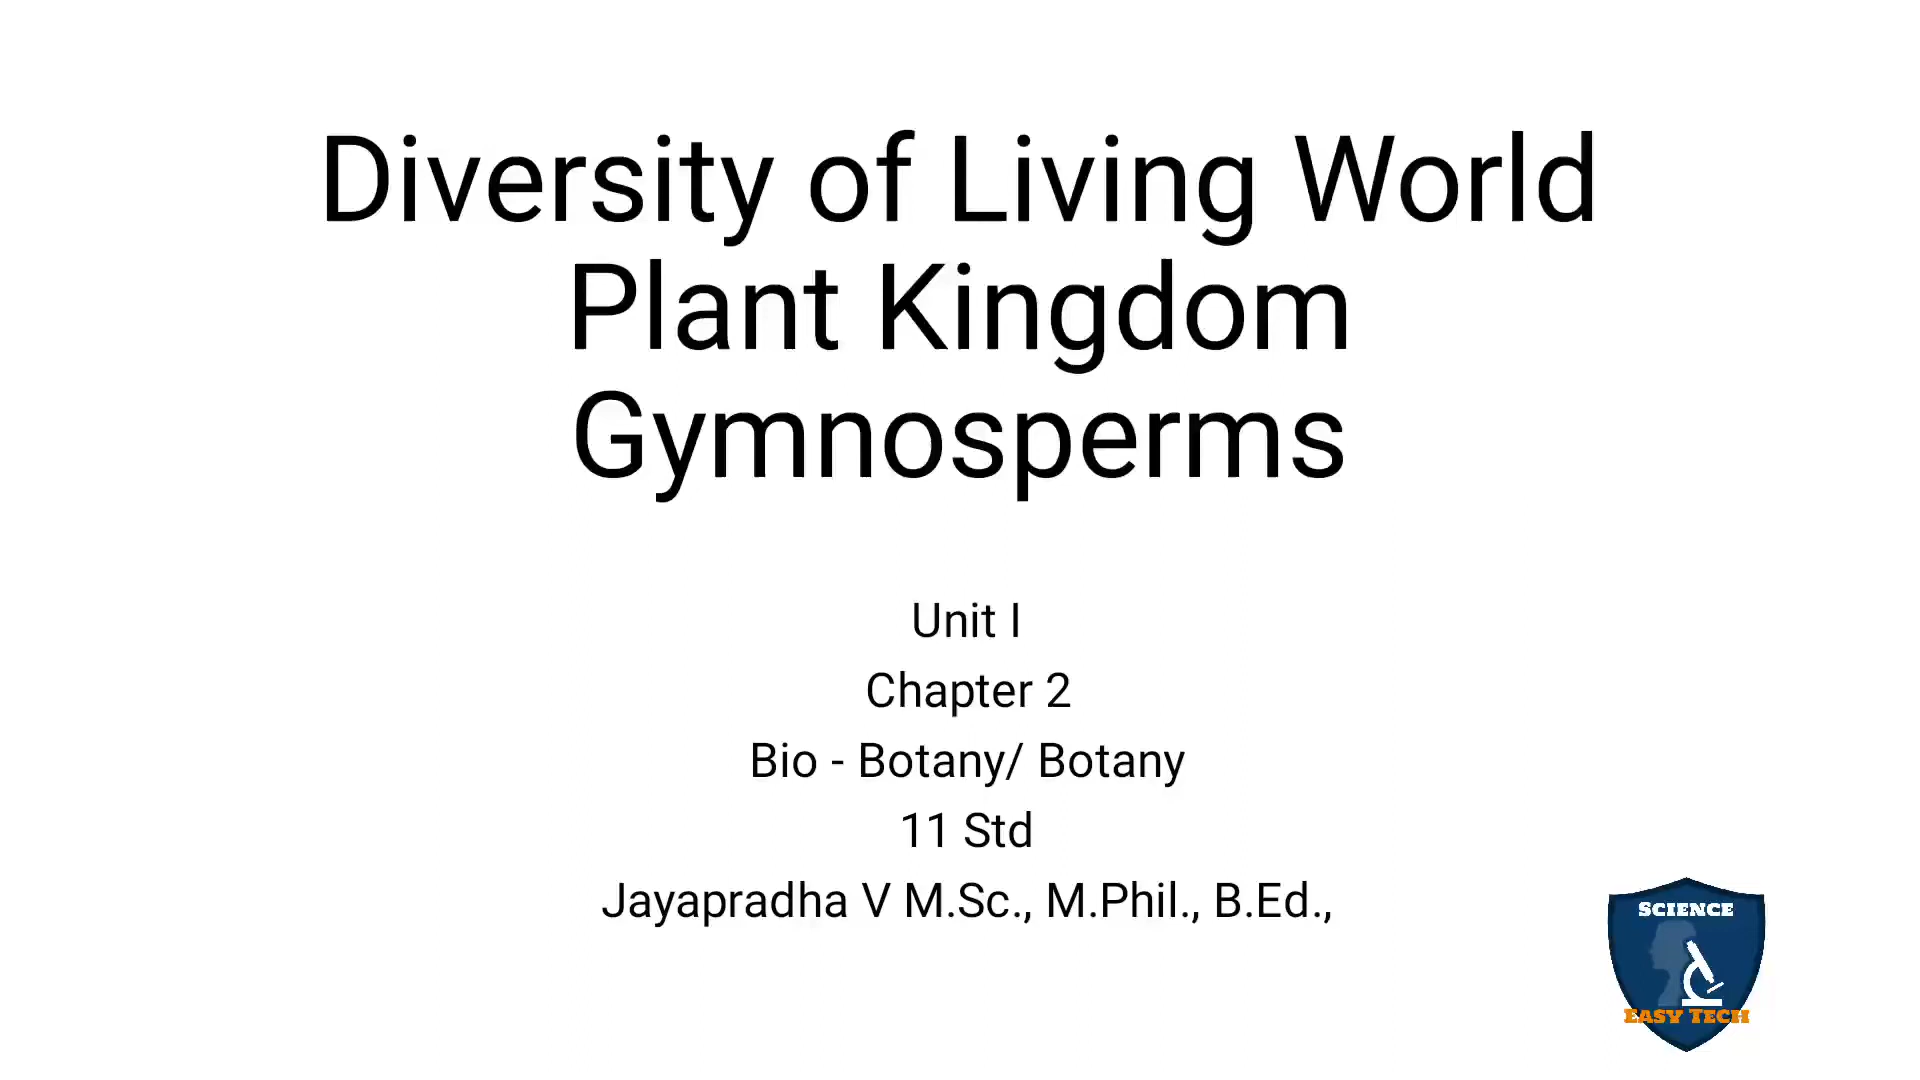 Diversity of Living World
Plant Kingdom
Gymnosperms
Unit I
Chapter 2
Bio - Botany/ Botany
11 Std
Jayapradha V M.Sc., M.Phil., B.Ed.,
SCIENCE
EASY TECH